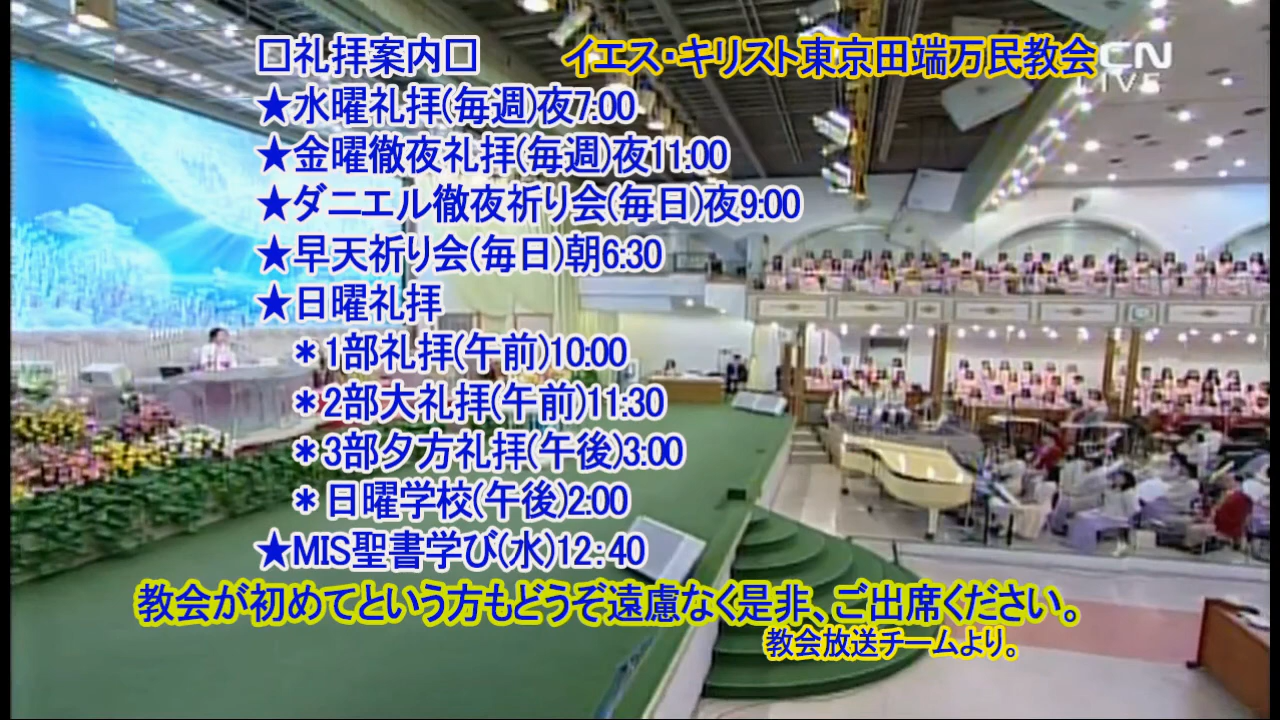 □礼拝案内□ イエス・キリスト東京田端万民教会 CN
LIVE
★水曜礼拝(毎週)夜7:00
★金曜徹夜礼拝(毎週)夜11:00
★ダニエル徹夜祈り会(毎日)夜9:00
★早天祈り会(毎日)朝6:30
★日曜礼拝
＊1部礼拝(午前)10:00
＊2部大礼拝(午前)11:30
＊3部夕方礼拝(午後)3:00
＊日曜学校(午後)2:00
★MIS聖書学び(水)12:40
教会が初めてという方もどうぞ遠慮なく是非、ご出席ください。
教会放送チームより。